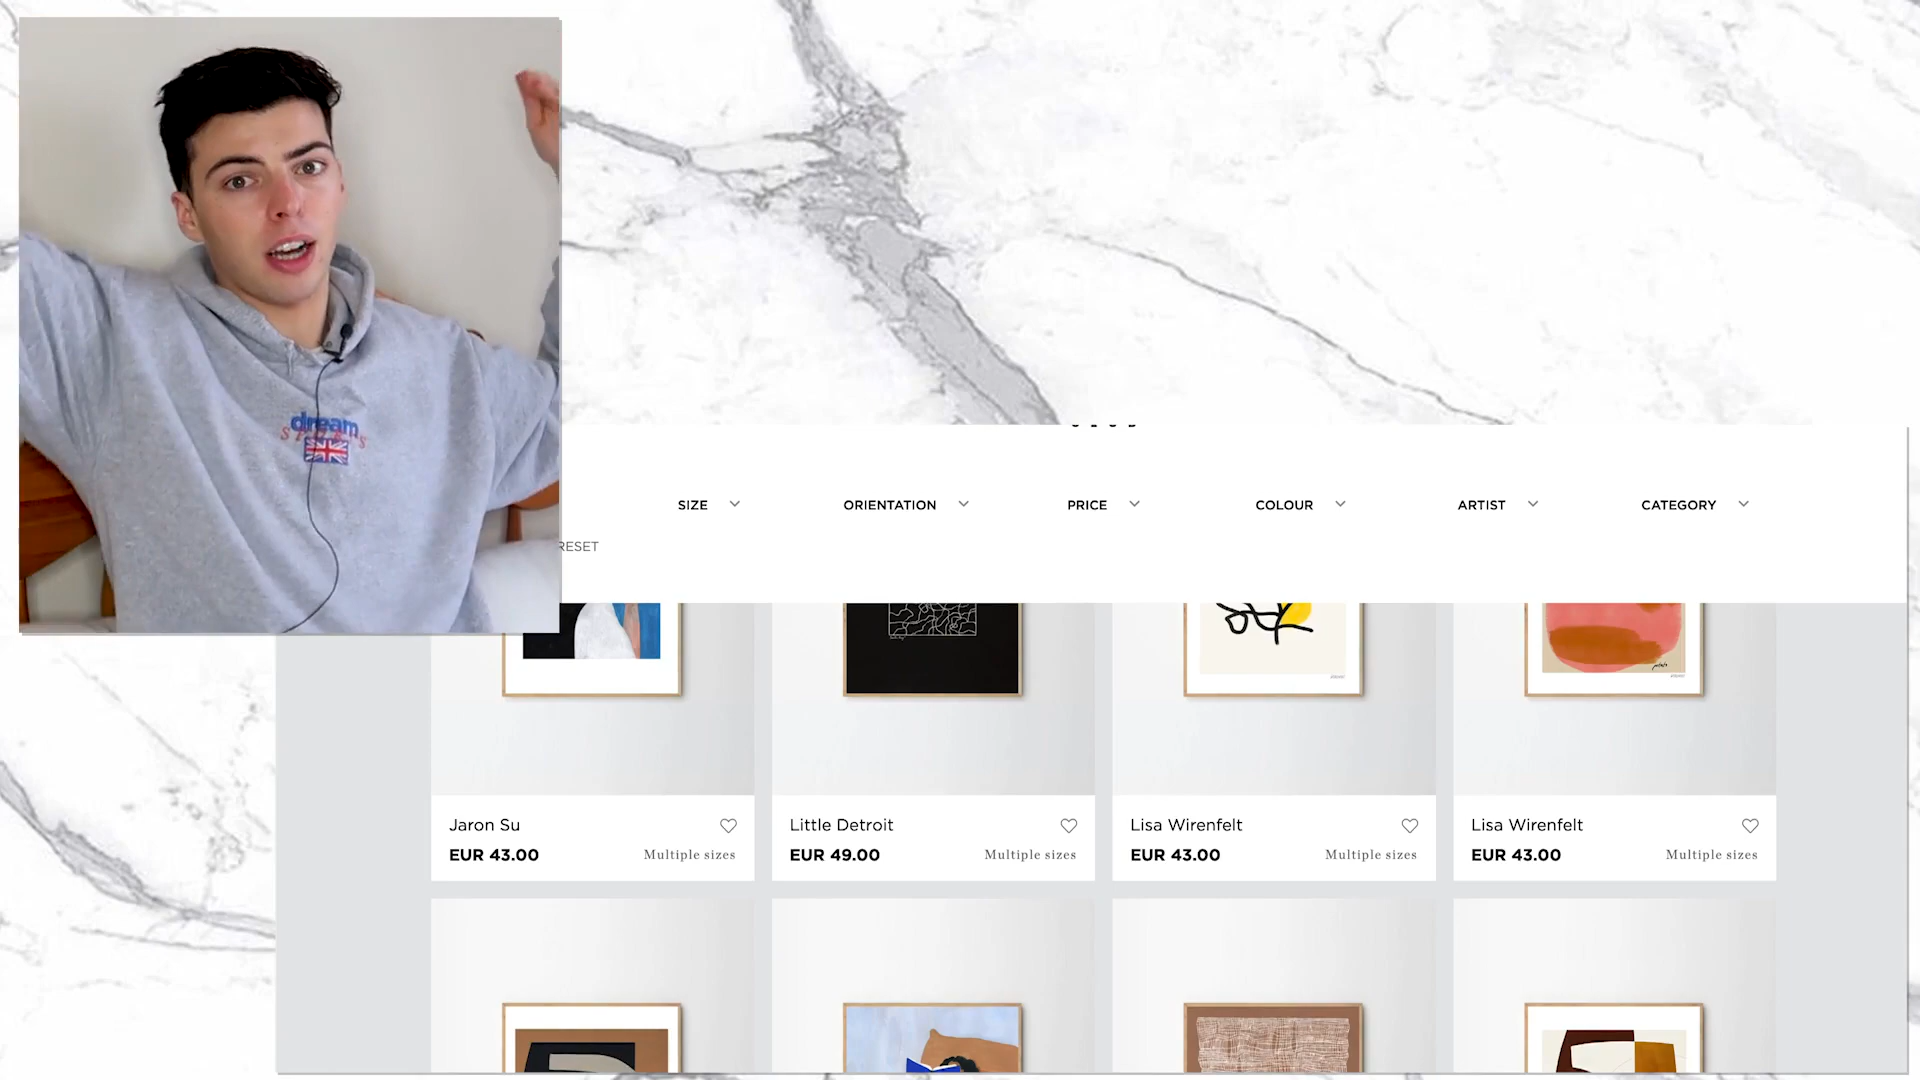 dream
SIZE
ORIENTATION
PRICE
COLOUR
ARTIST
CATEGORY
RESET
Jaron Su
EUR 43.00
Multiple sizes
Little Detroit
EUR 49.00
Multiple sizes
Lisa Wirenfelt
EUR 43.00
Multiple sizes
Lisa Wirenfelt
EUR 43.00
Multiple sizes